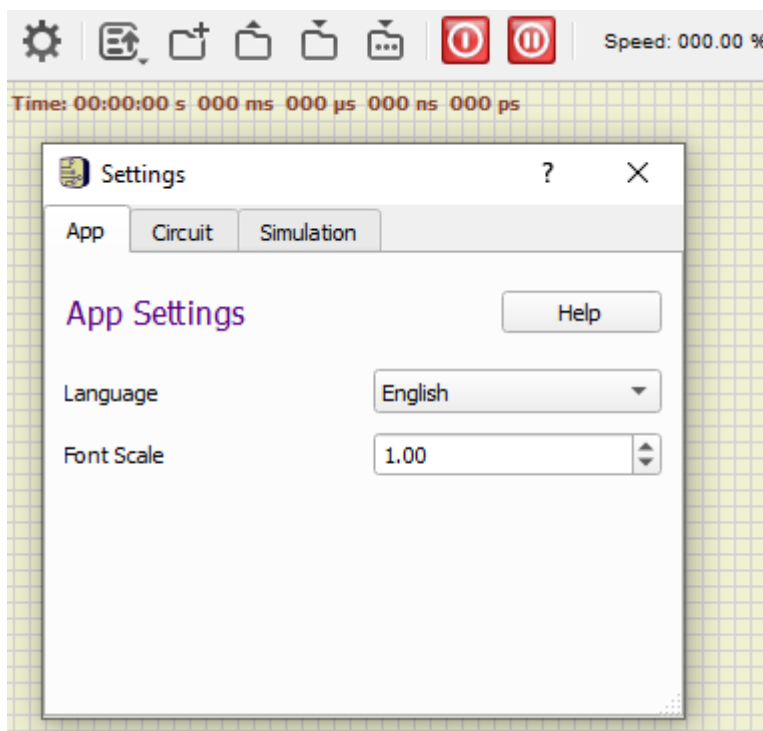 Speed: 000.00 %
Time: 00:00:00 s 000 ms 000 µs 000 ns 000 ps
Settings ?
App Circuit Simulation
App Settings Help
Language English
Font Scale 1.00